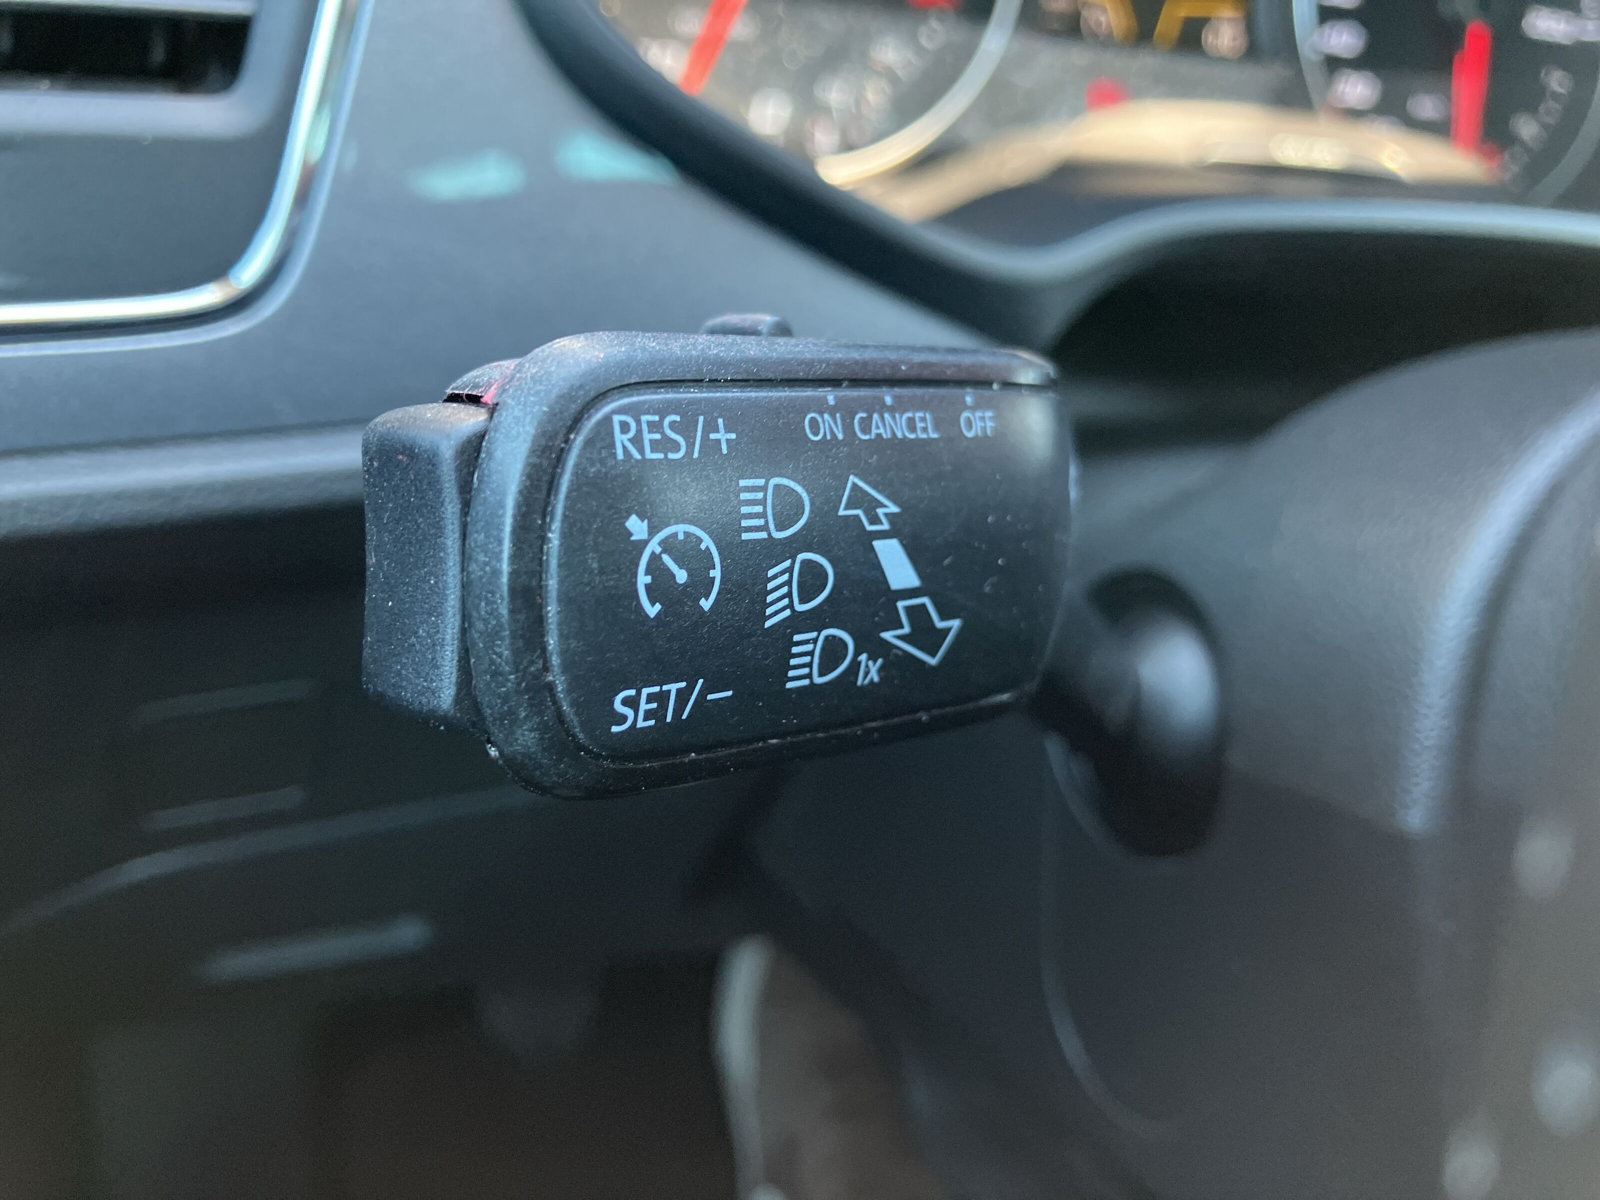 RES/+
ON CANCEL OFF
1x
SET/−